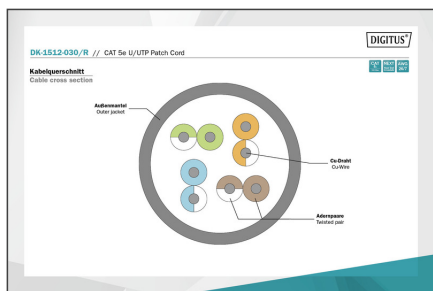 DIGITUS®
DK-1512-030/R // CAT 5e U/UTP Patch Cord
Kabelquerschnitt
Cable cross section
Außenmantel
Outer jacket
Cu-Draht
Cu-Wire
Adernpaare
Twisted pair